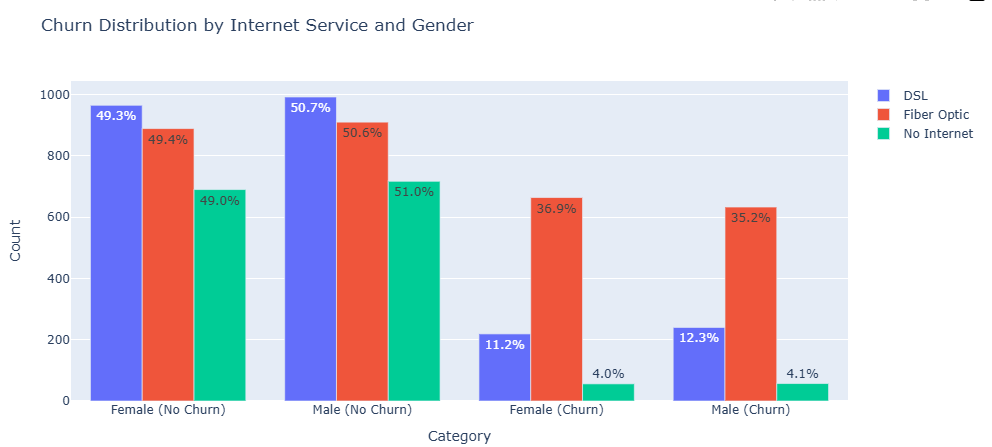 Churn Distribution by Internet Service and Gender
1000
800
600
400
200
0
Count
49.3%
49.4%
49.0%
50.7%
50.6%
51.0%
11.2%
36.9%
4.0%
12.3%
35.2%
4.1%
Female (No Churn)
Male (No Churn)
Female (Churn)
Male (Churn)
Category
DSL
Fiber Optic
No Internet